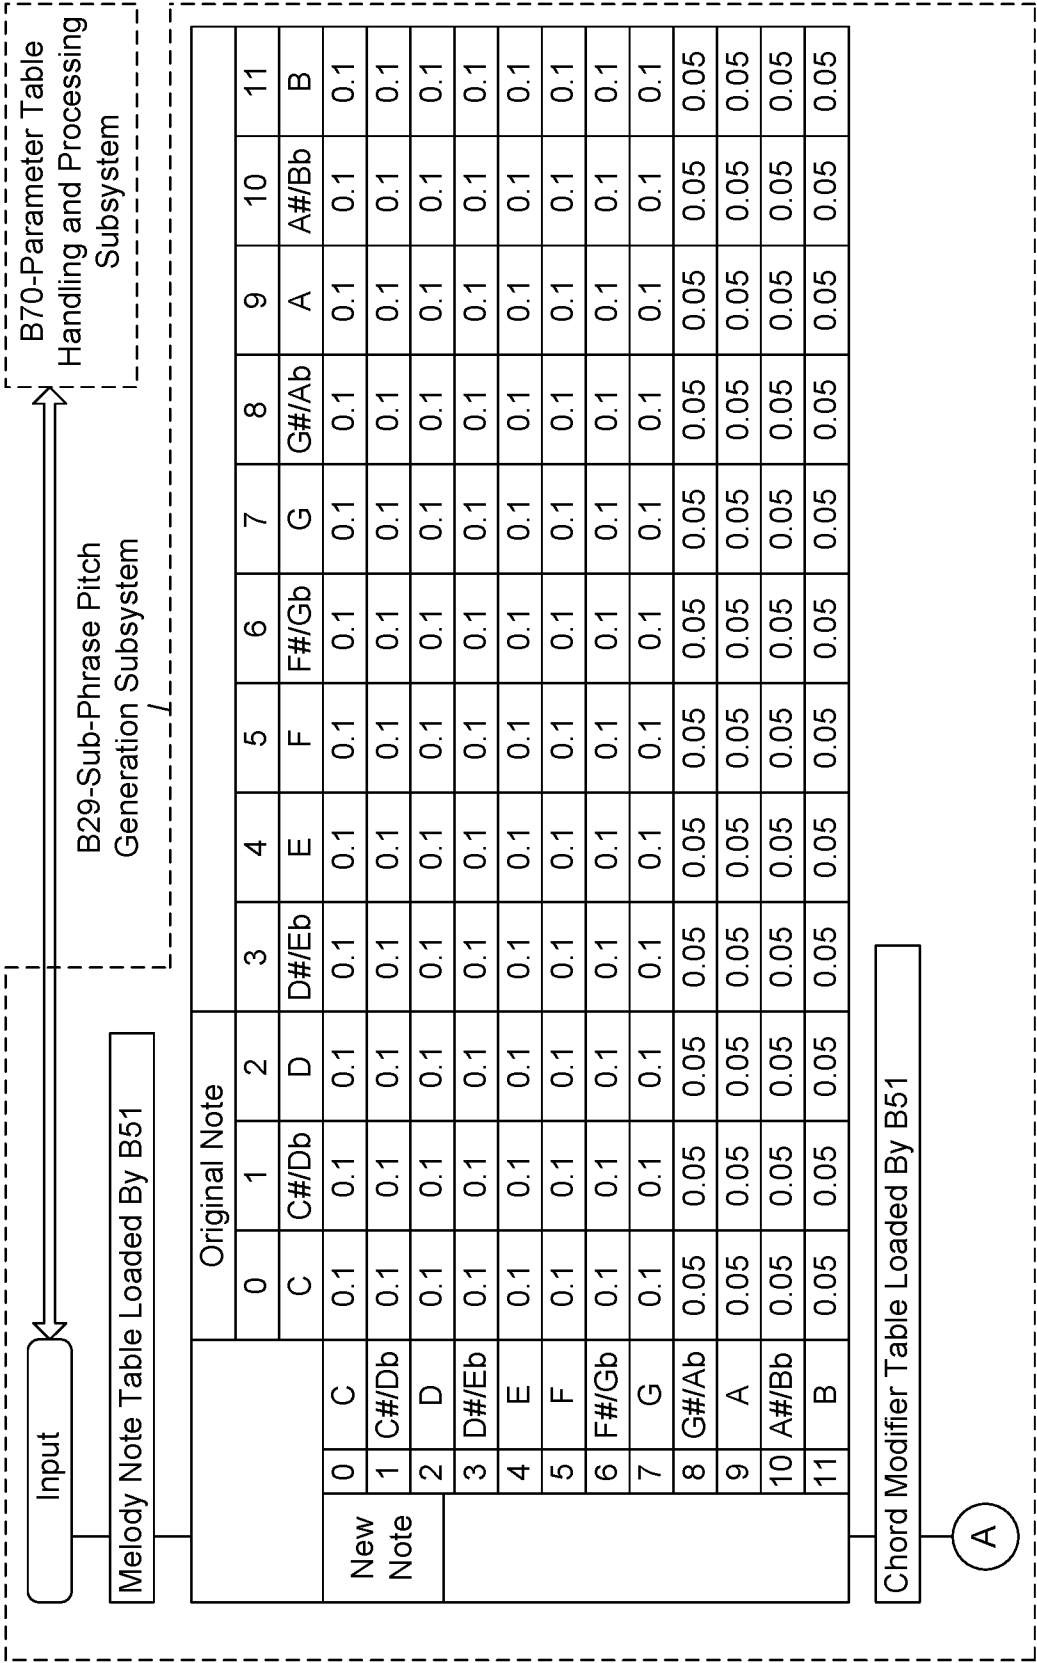 B70-Parameter Table
Handling and Processing
Subsystem
B29-Sub-Phrase Pitch
Generation Subsystem
Input
Melody Note Table Loaded By B51
Original Note
0 1 2 3 4 5 6 7 8 9 10 11
C C#/Db D D#/Eb E F F#/Gb G G#/Ab A A#/Bb B
New
Note
0 C 0.1 0.1 0.1 0.1 0.1 0.1 0.1 0.1 0.1 0.1 0.1 0.1
1 C#/Db 0.1 0.1 0.1 0.1 0.1 0.1 0.1 0.1 0.1 0.1 0.1 0.1
2 D 0.1 0.1 0.1 0.1 0.1 0.1 0.1 0.1 0.1 0.1 0.1 0.1
3 D#/Eb 0.1 0.1 0.1 0.1 0.1 0.1 0.1 0.1 0.1 0.1 0.1 0.1
4 E 0.1 0.1 0.1 0.1 0.1 0.1 0.1 0.1 0.1 0.1 0.1 0.1
5 F 0.1 0.1 0.1 0.1 0.1 0.1 0.1 0.1 0.1 0.1 0.1 0.1
6 F#/Gb 0.1 0.1 0.1 0.1 0.1 0.1 0.1 0.1 0.1 0.1 0.1 0.1
7 G 0.1 0.1 0.1 0.1 0.1 0.1 0.1 0.1 0.1 0.1 0.1 0.1
8 G#/Ab 0.05 0.05 0.05 0.05 0.05 0.05 0.05 0.05 0.05 0.05 0.05 0.05
9 A 0.05 0.05 0.05 0.05 0.05 0.05 0.05 0.05 0.05 0.05 0.05 0.05
10 A#/Bb 0.05 0.05 0.05 0.05 0.05 0.05 0.05 0.05 0.05 0.05 0.05 0.05
11 B 0.05 0.05 0.05 0.05 0.05 0.05 0.05 0.05 0.05 0.05 0.05 0.05
Chord Modifier Table Loaded By B51
A